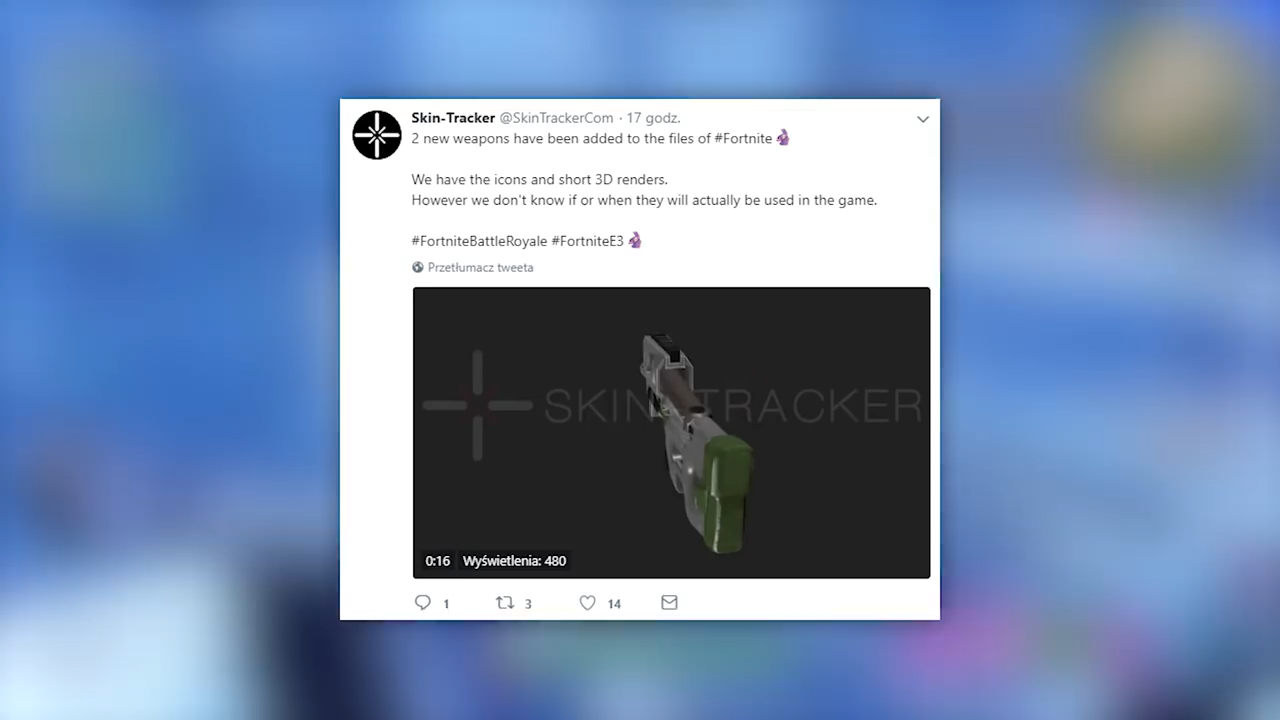 Skin-Tracker @SkinTrackerCom · 17 godz.
2 new weapons have been added to the files of #Fortnite
We have the icons and short 3D renders.
However we don't know if or when they will actually be used in the game.
#FortniteBattleRoyale #FortniteE3
Przetłumacz tweeta
SKIN-TRACKER
0:16 Wyświetlenia: 480
1 3 14